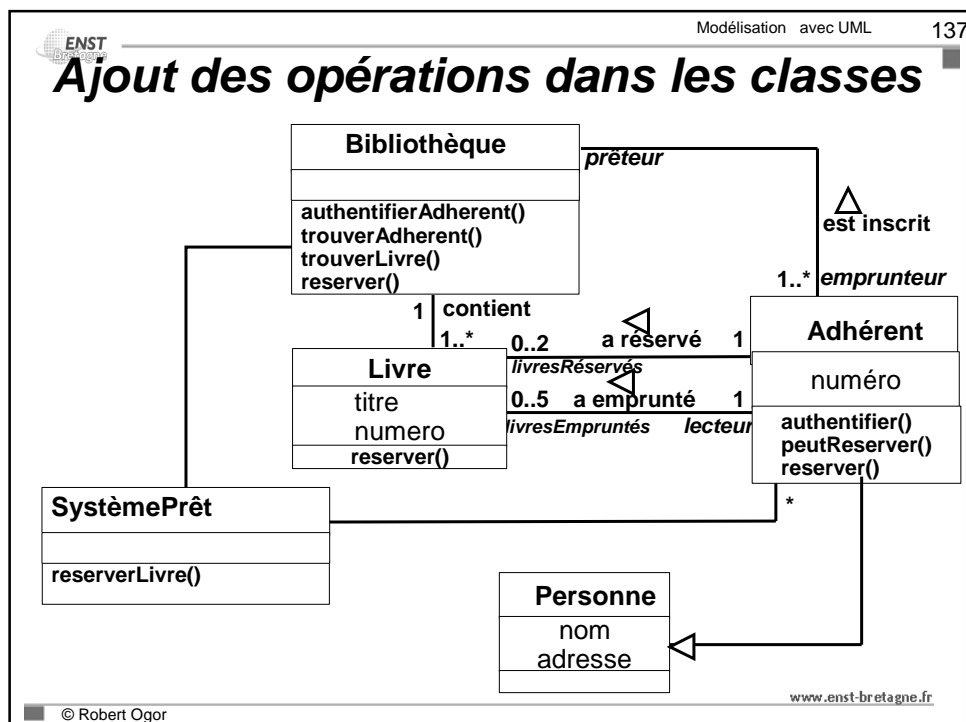 Modélisation avec UML 137
ENST
Bretagne
Ajout des opérations dans les classes
Bibliothèque
prêteur
authentifierAdherent()
trouverAdherent()
trouverLivre()
reserver()
est inscrit
1..* emprunteur
1 contient
1..*
0..2 a réservé 1
livresRéservés
Adhérent
Livre
titre
numero
reserver()
0..5 a emprunté 1
livresEmpruntés lecteur
numéro
authentifier()
peutReserver()
reserver()
*
SystèmePrêt
reserverLivre()
Personne
nom
adresse
www.enst-bretagne.fr
© Robert Ogor